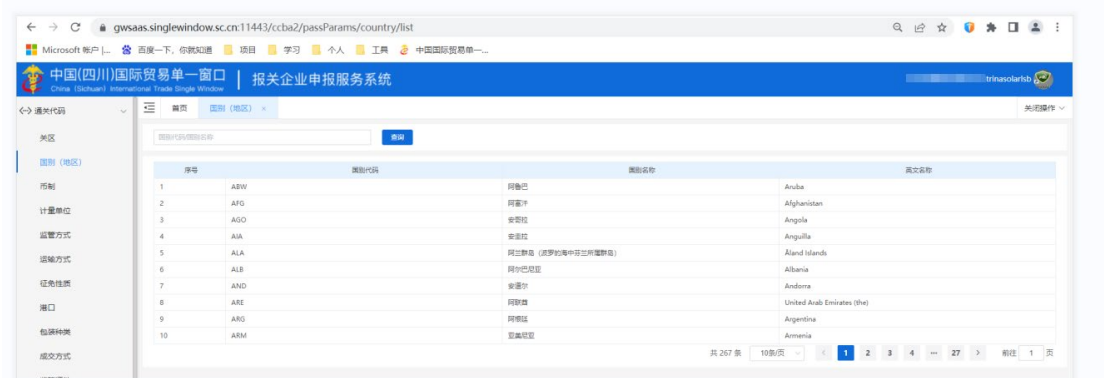 gwsaas.singlewindow.sc.cn:11443/ccba2/passParams/country/list
Microsoft 帐户 |... 百度一下,你就知道 项目 学习 个人 工具 中国国际贸易单一...
中国(四川)国际贸易单一窗口 | 报关企业申报服务系统
China (Sichuan) International Trade Single Window
trinasolarlsb
通关代码 首页 国别(地区) × 关闭操作
关区
国别(地区)
币制
计量单位
监管方式
运输方式
征免性质
港口
包装种类
成交方式
国别代码/国别名称 查询
序号 国别代码 国别名称 英文名称
1 ABW 阿鲁巴 Aruba
2 AFG 阿富汗 Afghanistan
3 AGO 安哥拉 Angola
4 AIA 安圭拉 Anguilla
5 ALA 阿兰群岛(波罗的海中芬兰所属群岛) Åland Islands
6 ALB 阿尔巴尼亚 Albania
7 AND 安道尔 Andorra
8 ARE 阿联酋 United Arab Emirates (the)
9 ARG 阿根廷 Argentina
10 ARM 亚美尼亚 Armenia
共 267 条 10条/页 1 2 3 4 ··· 27 前往 1 页